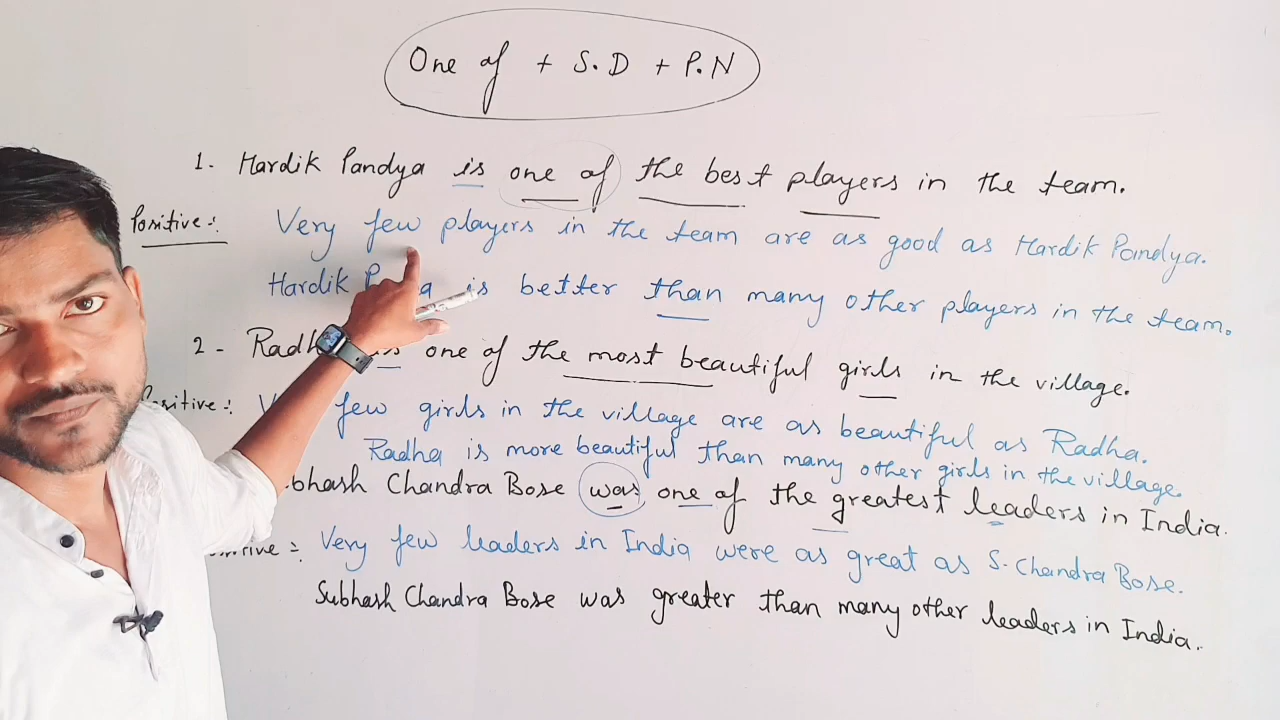 One of + S.D + P.N
1. Hardik Pandya is one of the best players in the team.
Positive :- Very few players in the team are as good as Hardik Pandya.
Hardik is better than many other players in the team.
2 - is one of the most beautiful girls in the village.
few girls in the village are as beautiful as Radha.
Radha is more beautiful than many other girls in the village.
Chandra Bose was one of the greatest leaders in India.
Very few leaders in India were as great as S. Chandra Bose.
Subhash Chandra Bose was greater than many other leaders in India.